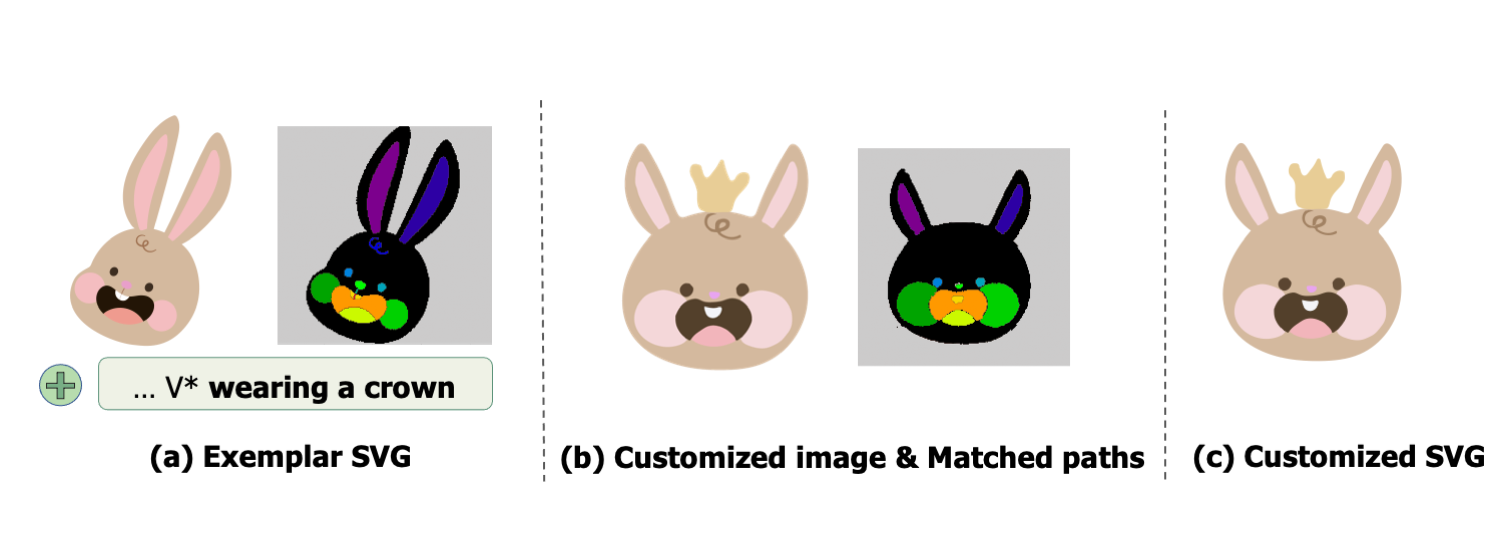 ... V* wearing a crown
(a) Exemplar SVG
(b) Customized image & Matched paths
(c) Customized SVG